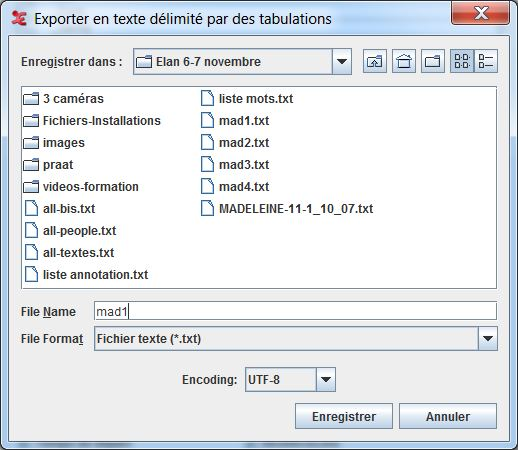 Exporter en texte délimité par des tabulations
Enregistrer dans :
Elan 6-7 novembre
3 caméras
Fichiers-Installations
images
praat
videos-formation
all-bis.txt
all-people.txt
all-textes.txt
liste annotation.txt
liste mots.txt
mad1.txt
mad2.txt
mad3.txt
mad4.txt
MADELEINE-11-1_10_07.txt
File Name
mad1
File Format
Fichier texte (*.txt)
Encoding:
UTF-8
Enregistrer
Annuler